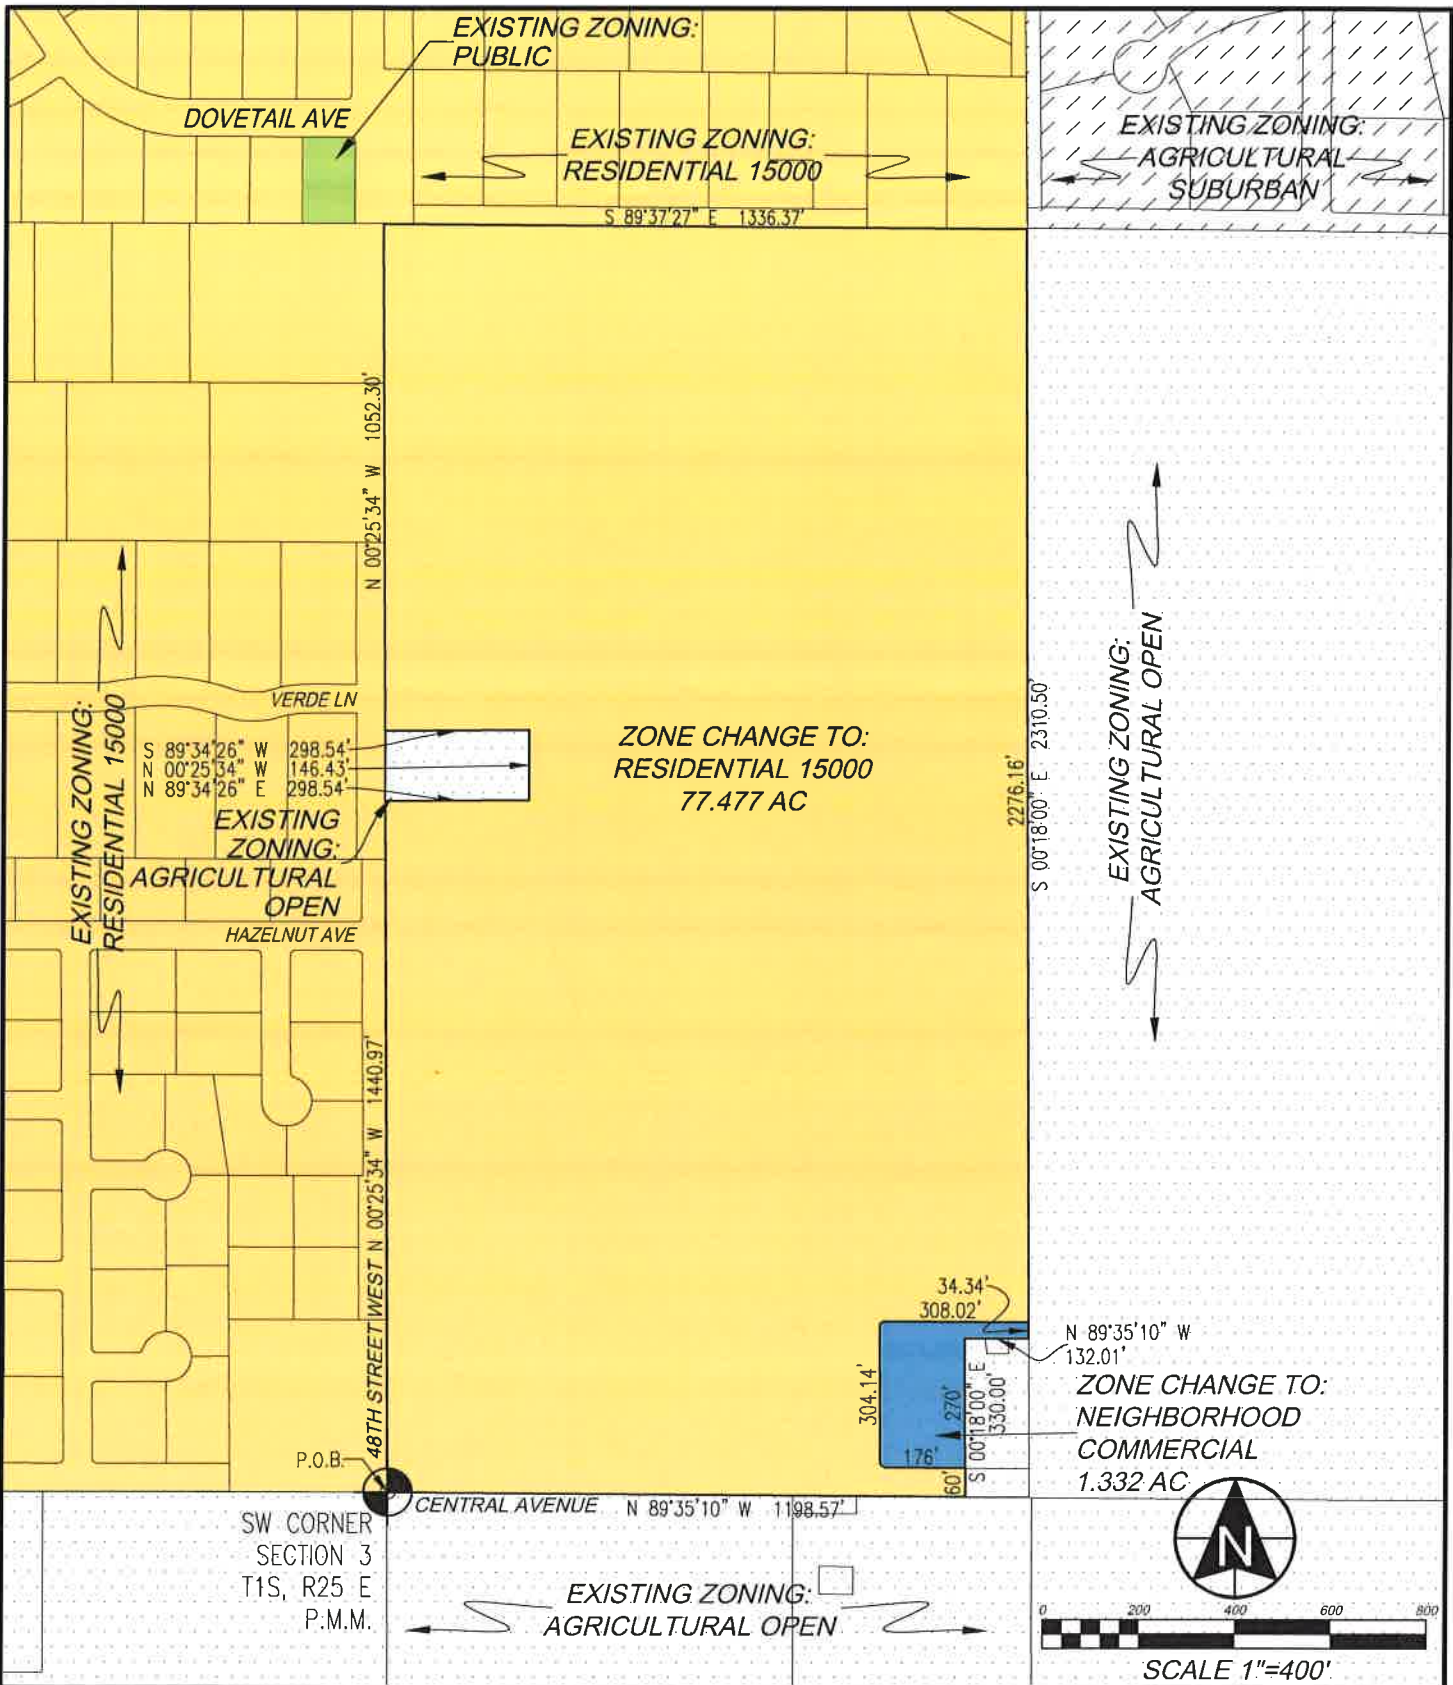 EXISTING ZONING:
PUBLIC
DOVETAIL AVE
EXISTING ZONING:
RESIDENTIAL 15000
EXISTING ZONING:
AGRICULTURAL
SUBURBAN
S 89°37'27" E 1336.37'
N 00°25'34" W 1052.30'
EXISTING ZONING:
RESIDENTIAL 15000
VERDE LN
S 89°34'26" W 298.54'
N 00°25'34" W 146.43'
N 89°34'26" E 298.54'
EXISTING
ZONING:
AGRICULTURAL
OPEN
HAZELNUT AVE
ZONE CHANGE TO:
RESIDENTIAL 15000
77.477 AC
2276.16'
S 00°18'00" E 2310.50'
EXISTING ZONING:
AGRICULTURAL OPEN
48TH STREET WEST N 00°25'34" W 1440.97'
34.34'
308.02'
304.14'
270'
176'
60'
S 00°18'00" E
330.00'
N 89°35'10" W
132.01'
ZONE CHANGE TO:
NEIGHBORHOOD
COMMERCIAL
1.332 AC
P.O.B.
CENTRAL AVENUE N 89°35'10" W 1198.57'
SW CORNER
SECTION 3
T1S, R25 E
P.M.M.
EXISTING ZONING:
AGRICULTURAL OPEN
N
0 200 400 600 800
SCALE 1"=400'